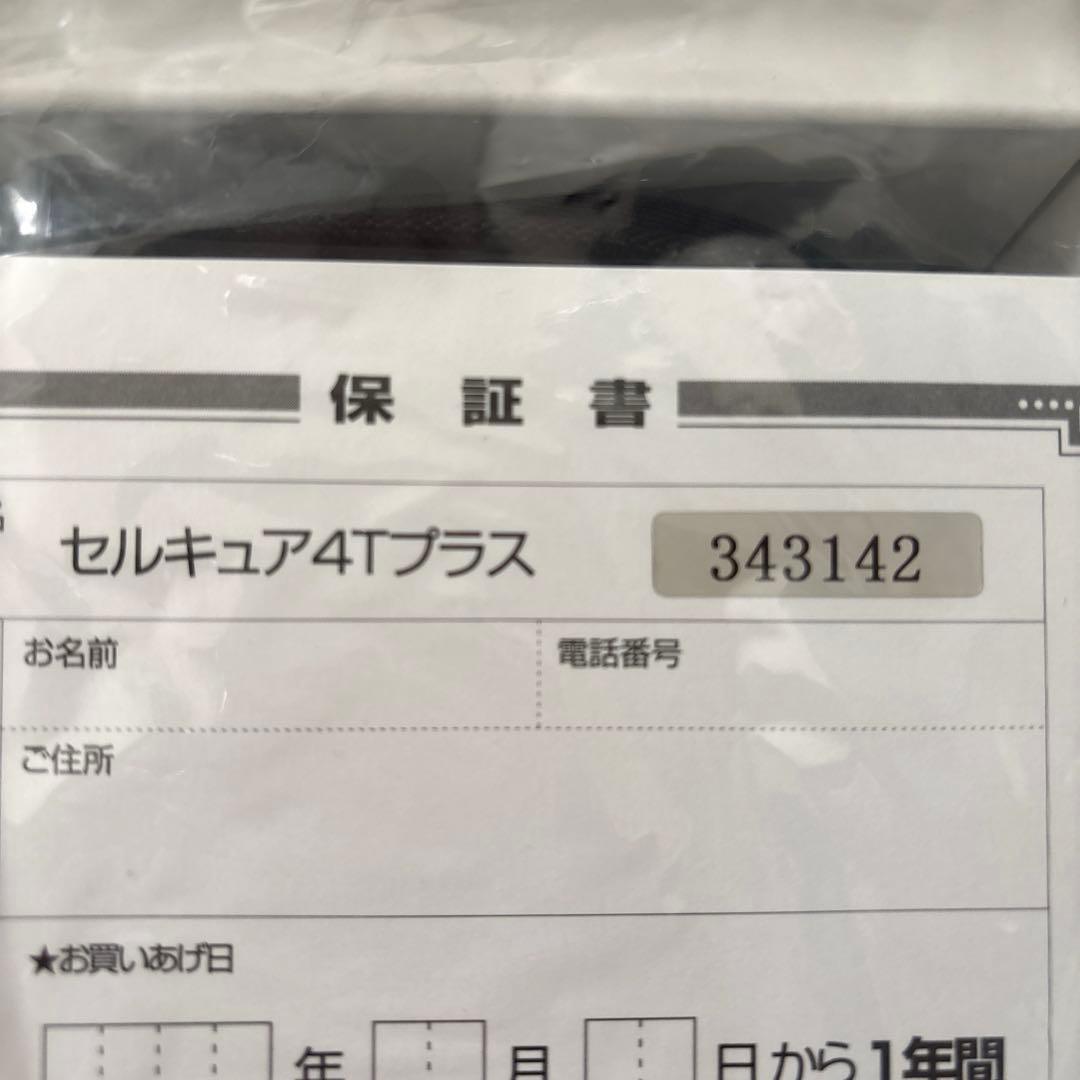 保証書
セルキュア4Tプラス 343142
お名前 電話番号
ご住所
★お買いあげ日
年 月 日から1年間